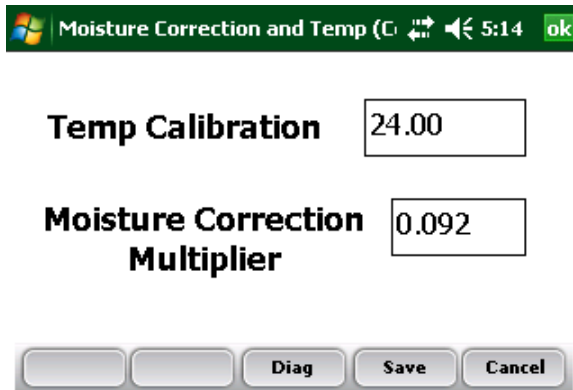 Moisture Correction and Temp (C 5:14 ok
Temp Calibration 24.00
Moisture Correction
Multiplier 0.092
Diag Save Cancel